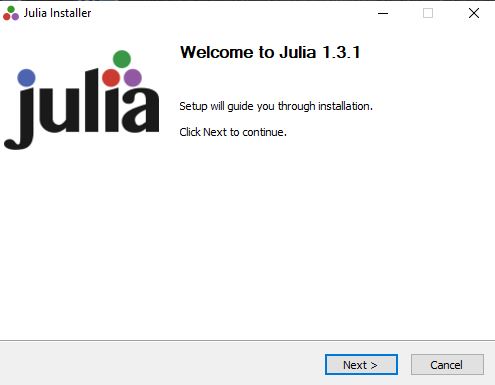 Julia Installer
julia
Welcome to Julia 1.3.1
Setup will guide you through installation.
Click Next to continue.
Next >
Cancel